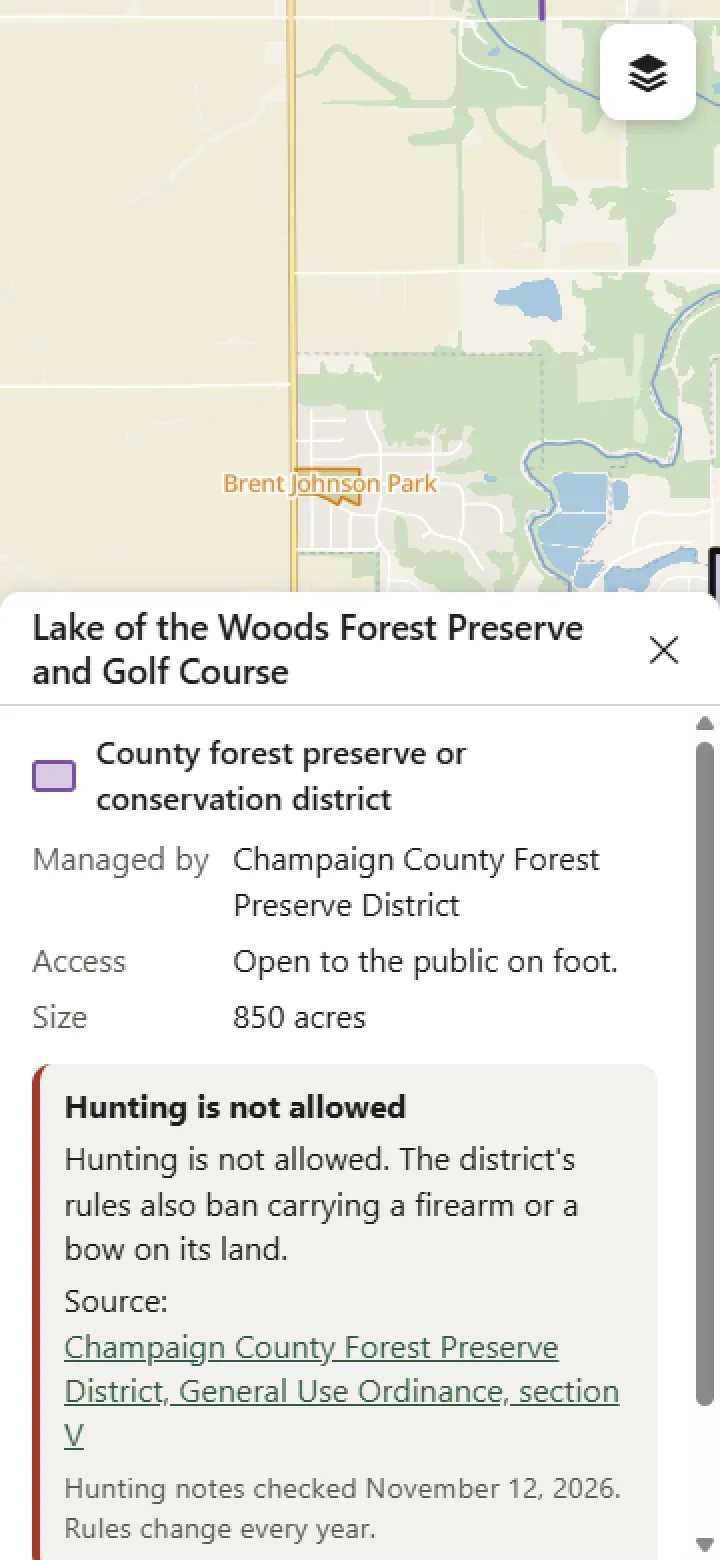 Brent Johnson Park
Lake of the Woods Forest Preserve
and Golf Course
County forest preserve or
conservation district
Managed by Champaign County Forest
Preserve District
Access Open to the public on foot.
Size 850 acres
Hunting is not allowed
Hunting is not allowed. The district's
rules also ban carrying a firearm or a
bow on its land.
Source:
Champaign County Forest Preserve
District, General Use Ordinance, section
V
Hunting notes checked November 12, 2026.
Rules change every year.